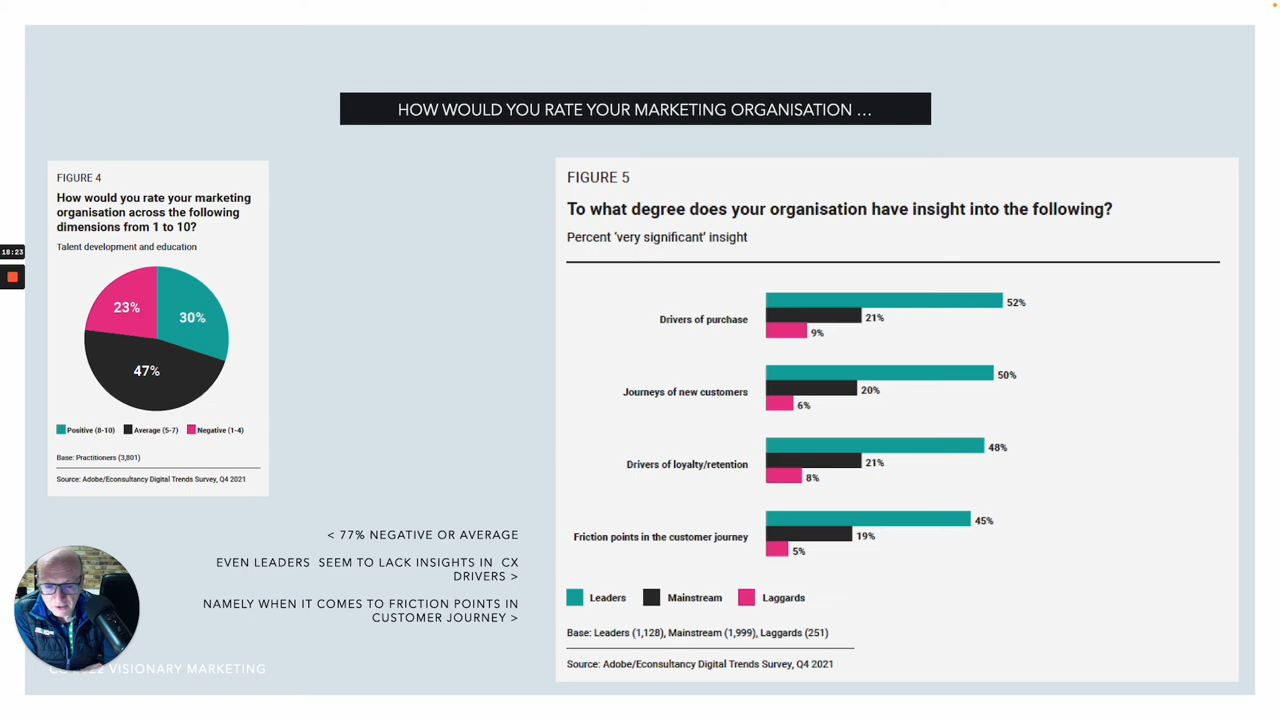 HOW WOULD YOU RATE YOUR MARKETING ORGANISATION …
FIGURE 4
How would you rate your marketing
organisation across the following
dimensions from 1 to 10?
Talent development and education
23%
30%
47%
Positive (8-10) Average (5-7) Negative (1-4)
Base: Practitioners (3,801)
Source: Adobe/Econsultancy Digital Trends Survey, Q4 2021
18:23
< 77% NEGATIVE OR AVERAGE
EVEN LEADERS SEEM TO LACK INSIGHTS IN CX
DRIVERS >
NAMELY WHEN IT COMES TO FRICTION POINTS IN
CUSTOMER JOURNEY >
VISIONARY MARKETING
FIGURE 5
To what degree does your organisation have insight into the following?
Percent ‘very significant’ insight
Drivers of purchase
52%
21%
9%
Journeys of new customers
50%
20%
6%
Drivers of loyalty/retention
48%
21%
8%
Friction points in the customer journey
45%
19%
5%
Leaders Mainstream Laggards
Base: Leaders (1,128), Mainstream (1,999), Laggards (251)
Source: Adobe/Econsultancy Digital Trends Survey, Q4 2021